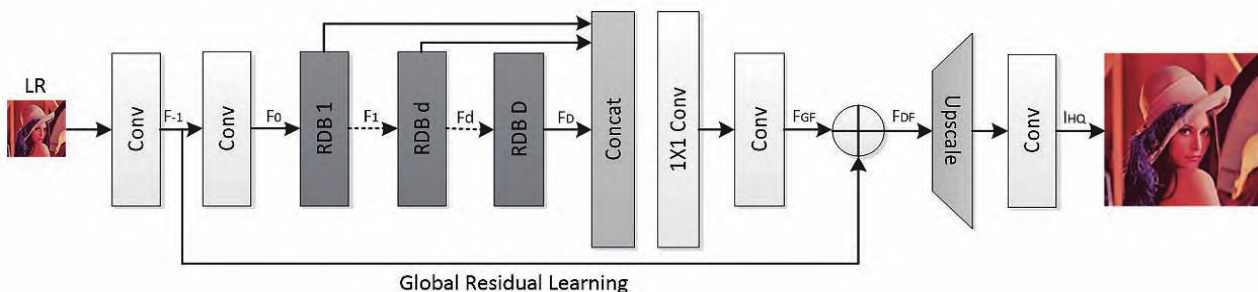 LR
Conv
F-1
Conv
F0
RDB 1
F1
RDB d
Fd
RDB D
FD
Concat
1X1 Conv
Conv
FGF
FDF
Upscale
Conv
IHQ
Global Residual Learning